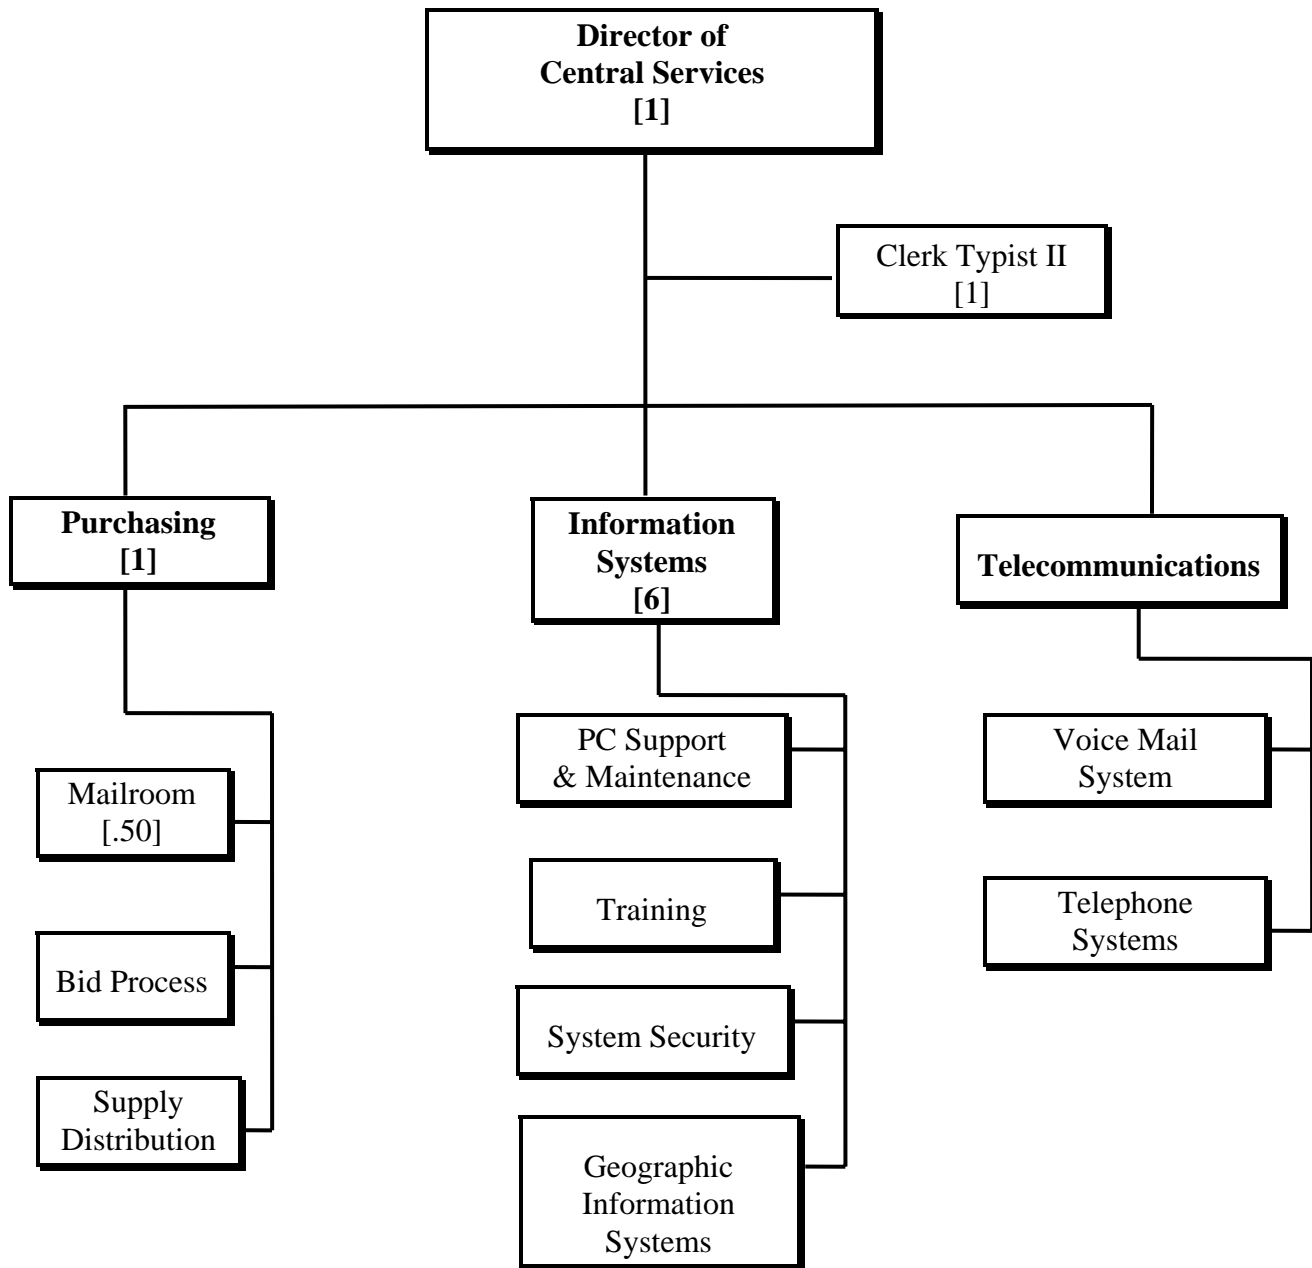 Director of
Central Services
[1]
Clerk Typist II
[1]
Purchasing
[1]
Information
Systems
[6]
Telecommunications
Mailroom
[.50]
Bid Process
Supply
Distribution
PC Support
& Maintenance
Training
System Security
Geographic
Information
Systems
Voice Mail
System
Telephone
Systems